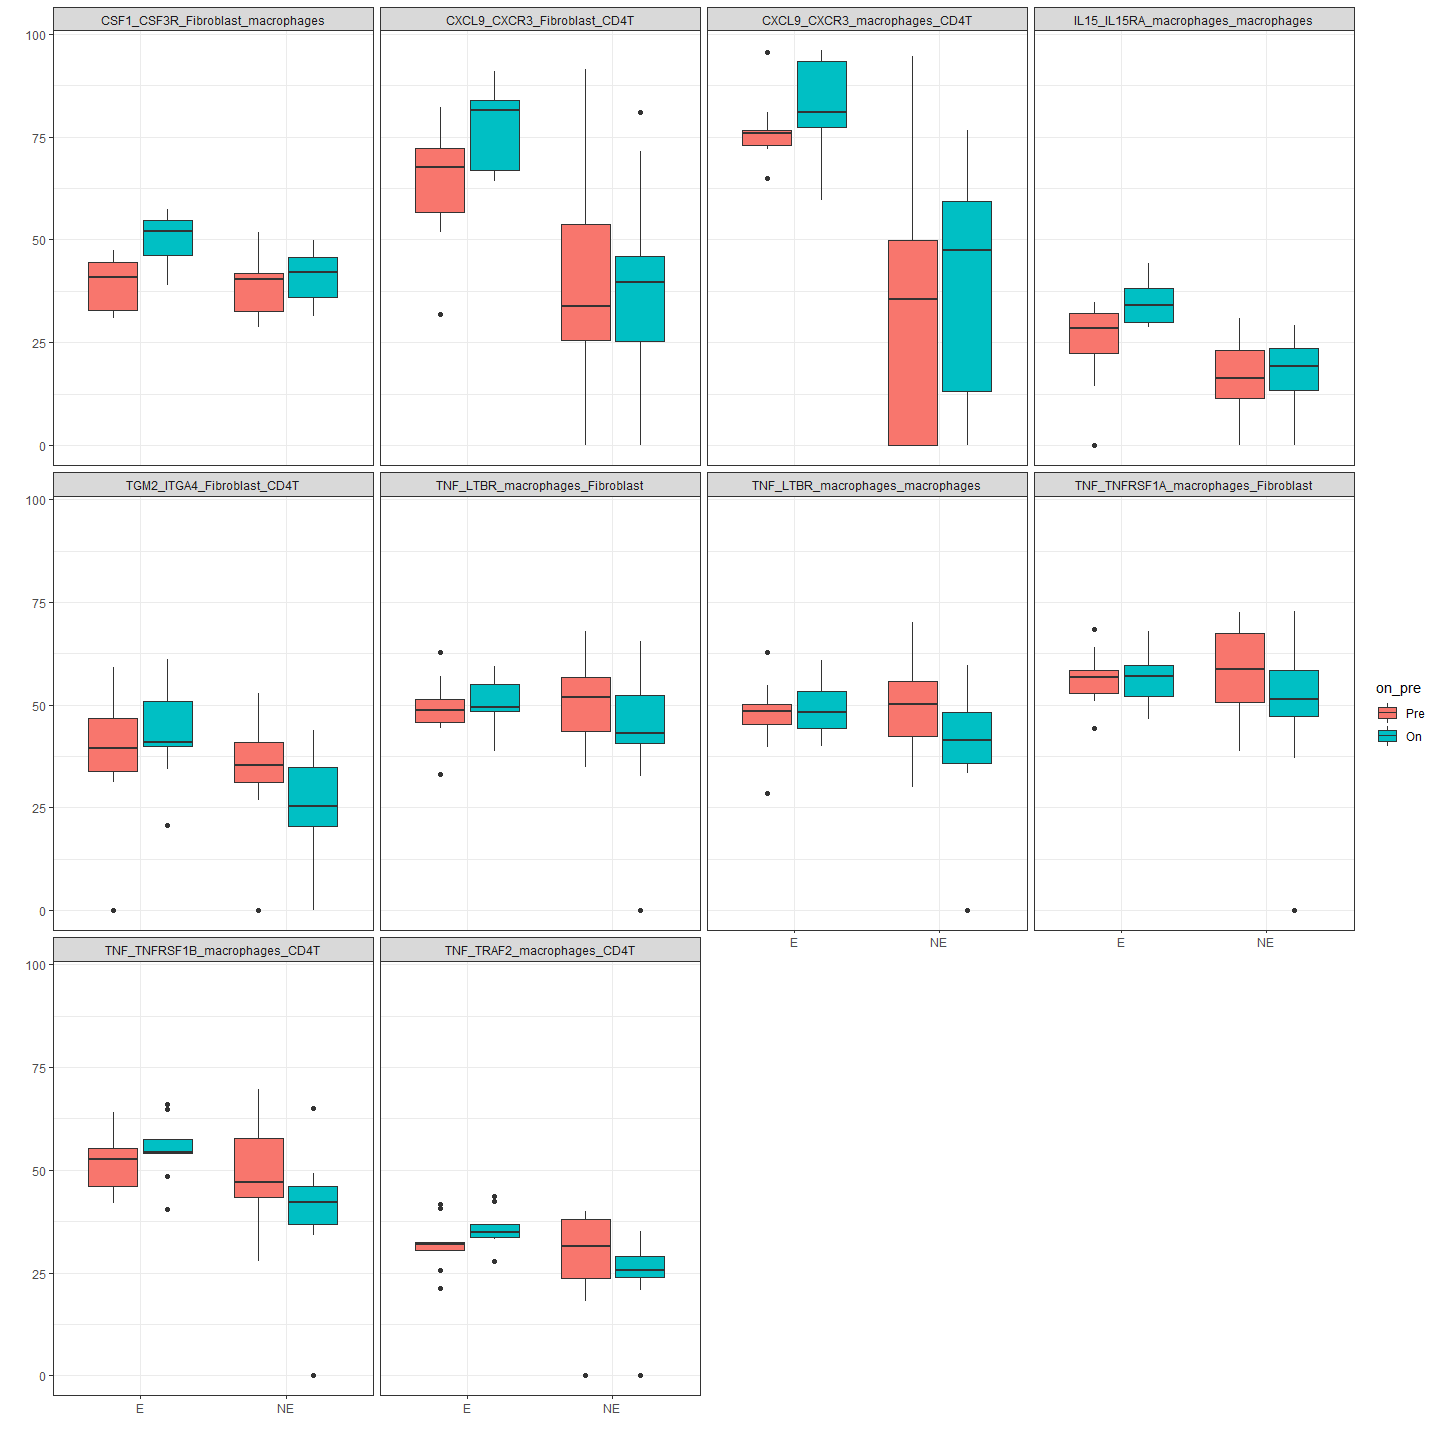 CSF1_CSF3R_Fibroblast_macrophages
CXCL9_CXCR3_Fibroblast_CD4T
CXCL9_CXCR3_macrophages_CD4T
IL15_IL15RA_macrophages_macrophages
100
75
50
25
0
TGM2_ITGA4_Fibroblast_CD4T
TNF_LTBR_macrophages_Fibroblast
TNF_LTBR_macrophages_macrophages
TNF_TNFRSF1A_macrophages_Fibroblast
100
75
50
25
0
E NE E NE
TNF_TNFRSF1B_macrophages_CD4T
TNF_TRAF2_macrophages_CD4T
100
75
50
25
0
E NE E NE
on_pre
Pre
On